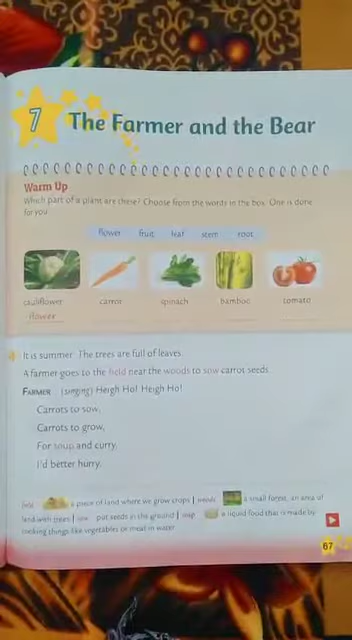 7 The Farmer and the Bear
Warm Up
Which part of a plant are these? Choose from the words in the box. One is done
for you.
flower fruit leaf stem root
cauliflower carrot spinach bamboo tomato
flower
It is summer. The trees are full of leaves.
A farmer goes to the field near the woods to sow carrot seeds.
FARMER (singing) Heigh Ho! Heigh Ho!
Carrots to sow,
Carrots to grow,
For soup and curry,
I'd better hurry.
field a piece of land where we grow crops | woods a small forest, an area of
land with trees | sow put seeds in the ground | soup a liquid food that is made by
cooking things like vegetables or meat in water
67